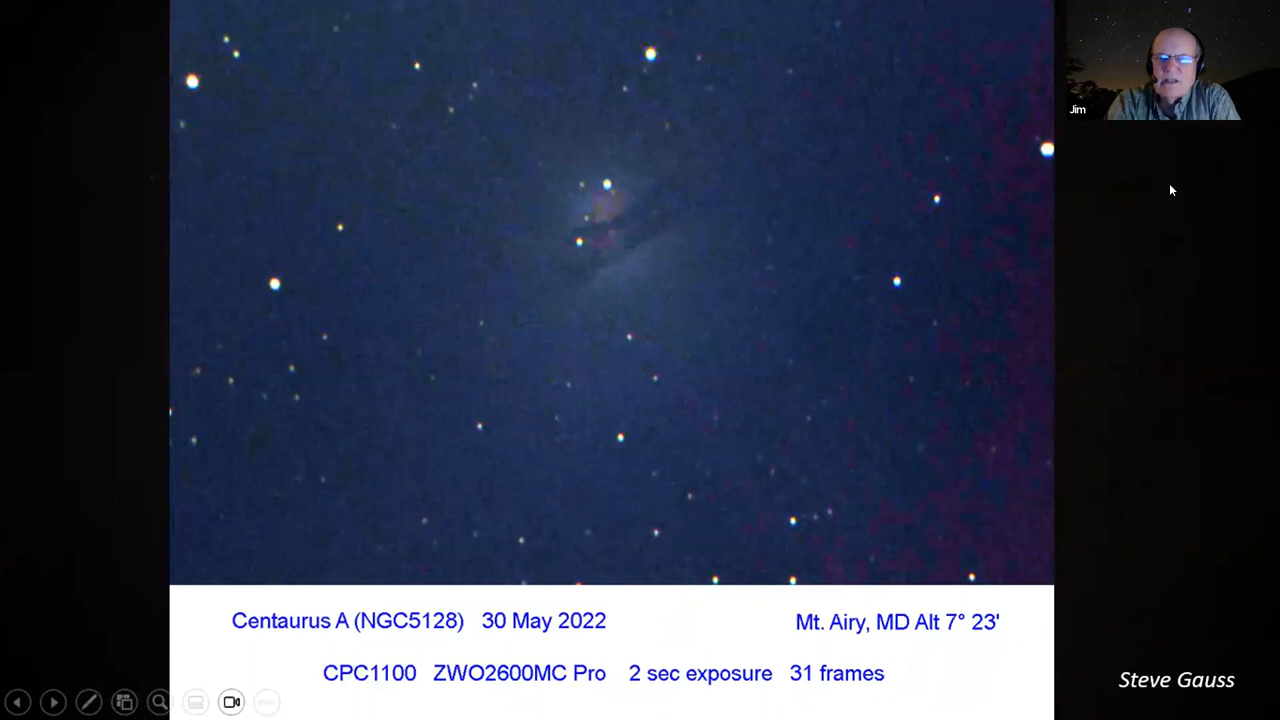 Jim
Centaurus A (NGC5128) 30 May 2022
Mt. Airy, MD Alt 7° 23'
CPC1100 ZWO2600MC Pro 2 sec exposure 31 frames
Steve Gauss